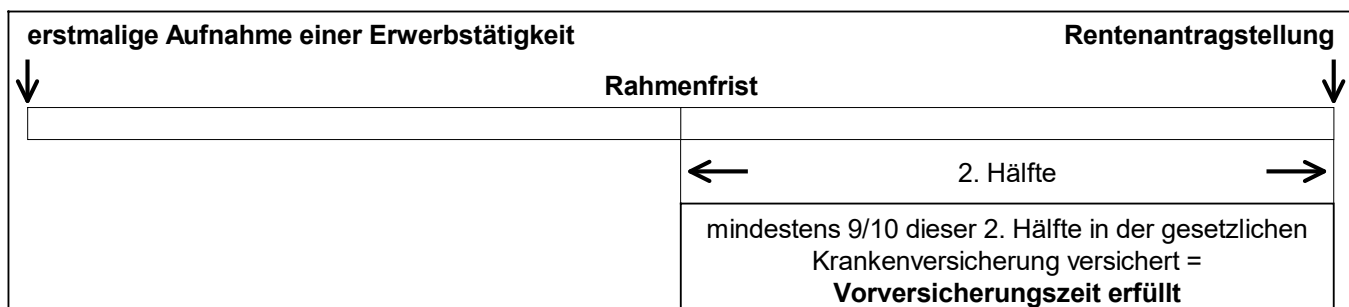 erstmalige Aufnahme einer Erwerbstätigkeit Rentenantragstellung
Rahmenfrist
2. Hälfte
mindestens 9/10 dieser 2. Hälfte in der gesetzlichen
Krankenversicherung versichert =
Vorversicherungszeit erfüllt